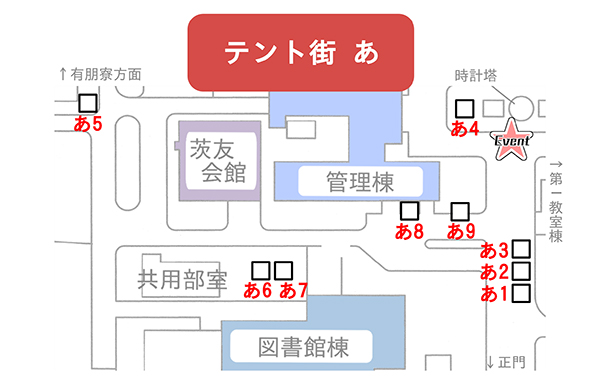 テント街 あ
↑有朋寮方面
時計塔
あ5
あ4
Event
茨友
会館
管理棟
→第一教室棟
あ8
あ9
あ3
あ2
あ1
共用部室
あ6
あ7
図書館棟
↓正門